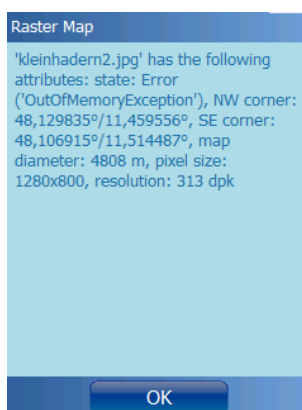 Raster Map
'kleinhadern2.jpg' has the following
attributes: state: Error
('OutOfMemoryException'), NW corner:
48,129835°/11,459556°, SE corner:
48,106915°/11,514487°, map
diameter: 4808 m, pixel size:
1280x800, resolution: 313 dpk
OK